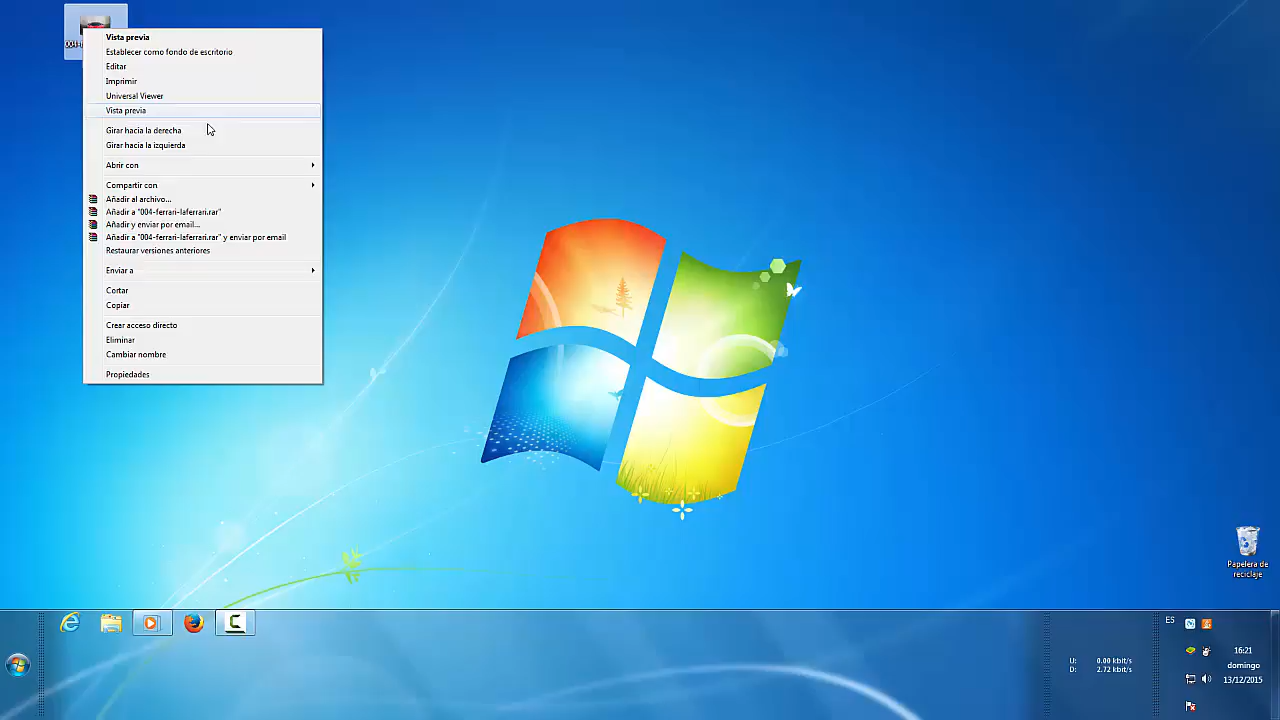 Vista previa
Establecer como fondo de escritorio
Editar
Imprimir
Universal Viewer
Vista previa
Girar hacia la derecha
Girar hacia la izquierda
Abrir con
Compartir con
Añadir al archivo...
Añadir a "004-ferrari-laferrari.rar"
Añadir y enviar por email...
Añadir a "004-ferrari-laferrari.rar" y enviar por email
Restaurar versiones anteriores
Enviar a
Cortar
Copiar
Crear acceso directo
Eliminar
Cambiar nombre
Propiedades
Papelera de
reciclaje
ES
U: 0.00 kbit/s
D: 2.72 kbit/s
16:21
domingo
13/12/2015